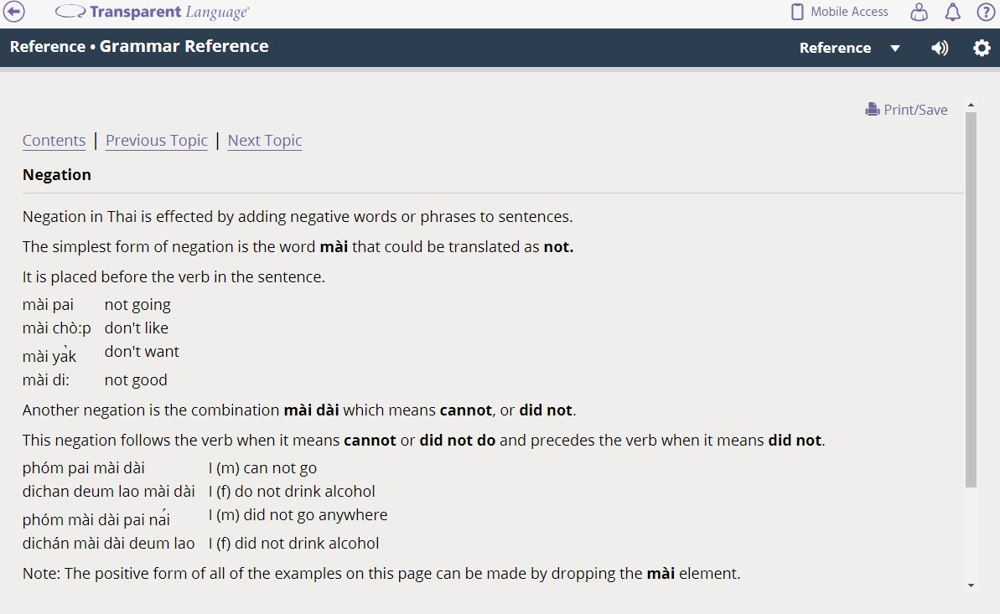 Transparent Language®
Mobile Access
?
Reference • Grammar Reference
Reference
Print/Save
Contents | Previous Topic | Next Topic
Negation
Negation in Thai is effected by adding negative words or phrases to sentences.
The simplest form of negation is the word mài that could be translated as not.
It is placed before the verb in the sentence.
mài pai not going
mài chò:p don't like
mài yàk don't want
mài di: not good
Another negation is the combination mài dài which means cannot, or did not.
This negation follows the verb when it means cannot or did not do and precedes the verb when it means did not.
phóm pai mài dài I (m) can not go
dichan deum lao mài dài I (f) do not drink alcohol
phóm mài dài pai nái I (m) did not go anywhere
dichán mài dài deum lao I (f) did not drink alcohol
Note: The positive form of all of the examples on this page can be made by dropping the mài element.